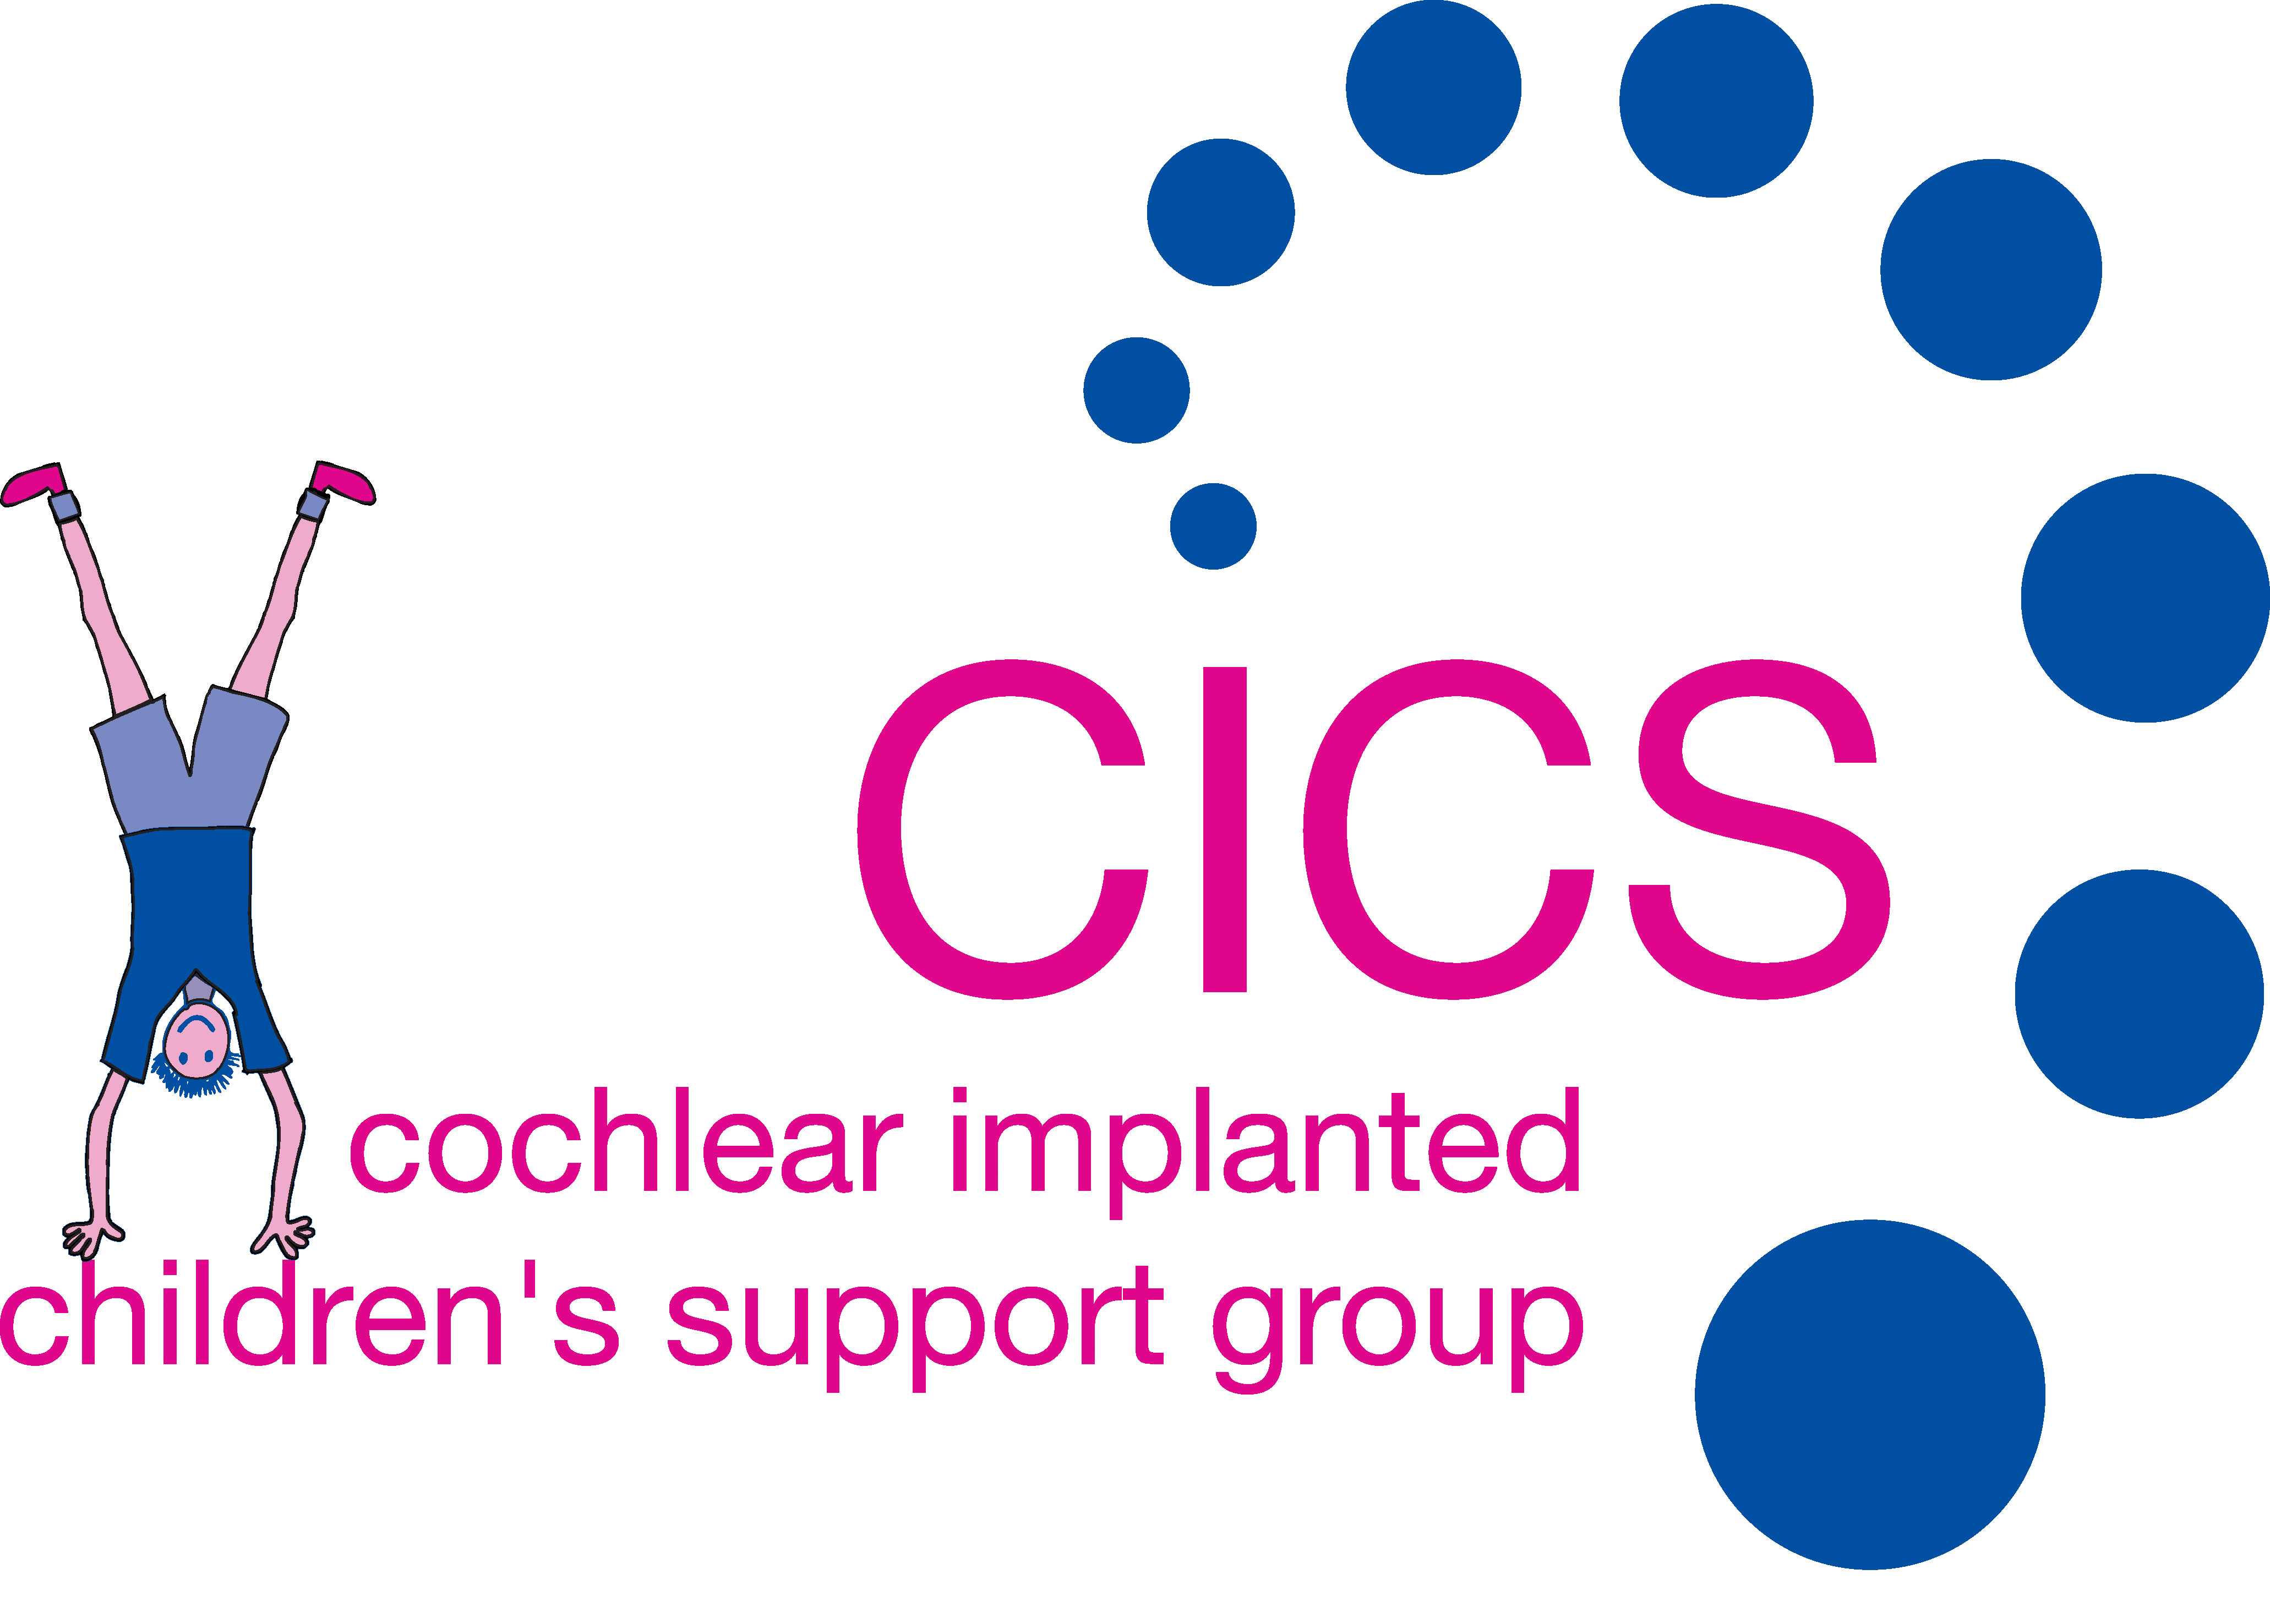 CICS
cochlear implanted
children's support group